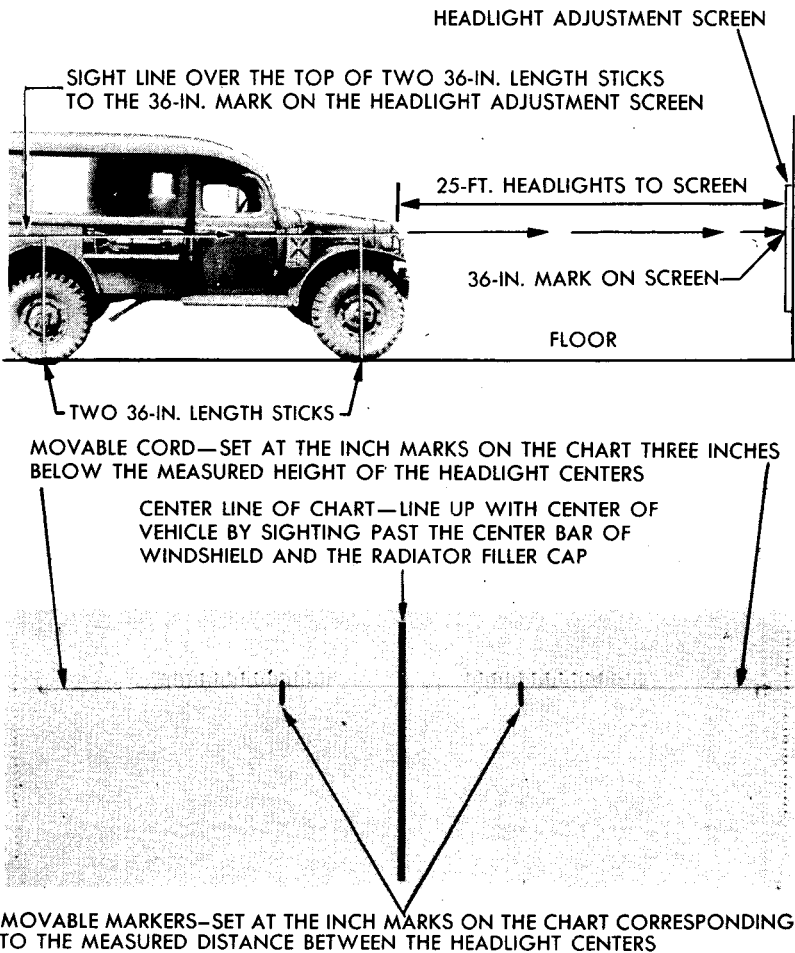 HEADLIGHT ADJUSTMENT SCREEN
SIGHT LINE OVER THE TOP OF TWO 36-IN. LENGTH STICKS
TO THE 36-IN. MARK ON THE HEADLIGHT ADJUSTMENT SCREEN
25-FT. HEADLIGHTS TO SCREEN
36-IN. MARK ON SCREEN
FLOOR
TWO 36-IN. LENGTH STICKS
MOVABLE CORD—SET AT THE INCH MARKS ON THE CHART THREE INCHES
BELOW THE MEASURED HEIGHT OF THE HEADLIGHT CENTERS
CENTER LINE OF CHART—LINE UP WITH CENTER OF
VEHICLE BY SIGHTING PAST THE CENTER BAR OF
WINDSHIELD AND THE RADIATOR FILLER CAP
MOVABLE MARKERS—SET AT THE INCH MARKS ON THE CHART CORRESPONDING
TO THE MEASURED DISTANCE BETWEEN THE HEADLIGHT CENTERS